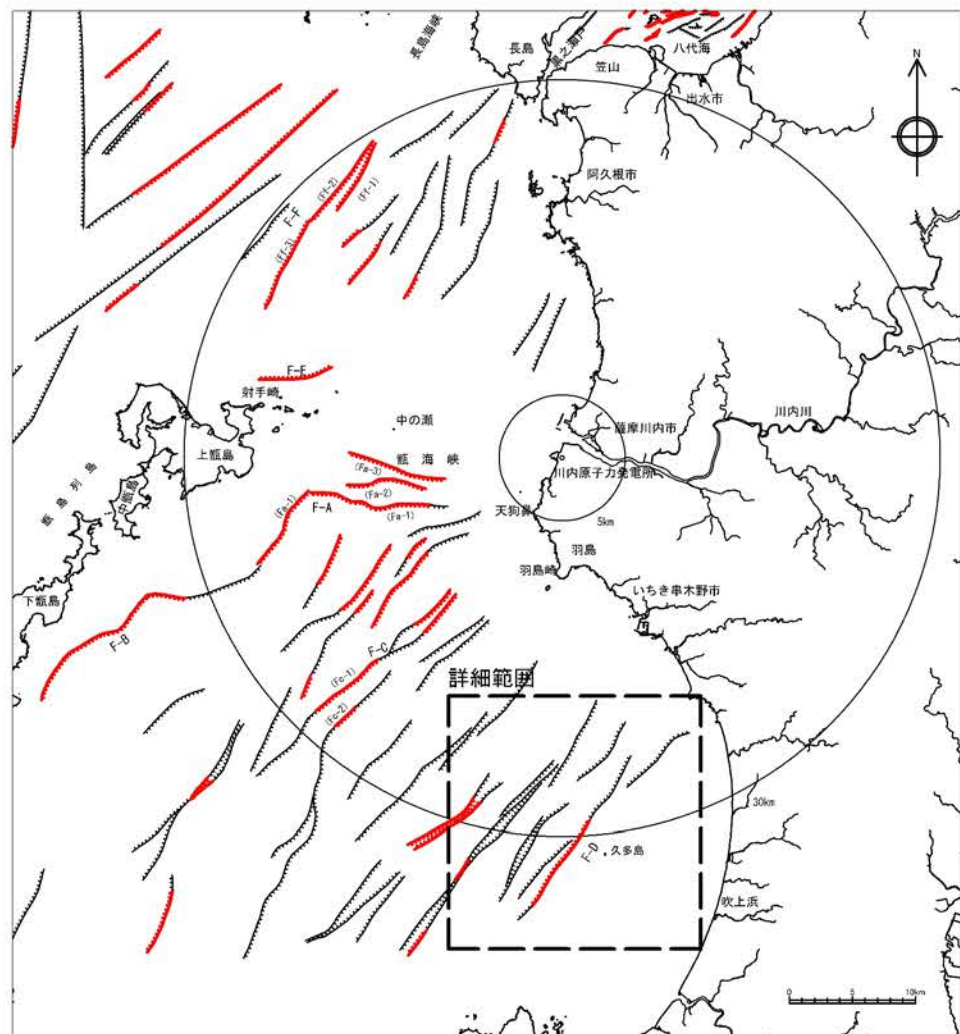 長島海峡
長島
黒之瀬戸
八代海
笠山
出水市
N
阿久根市
(Ff-2)
(Ff-1)
F-F
(Ff-3)
F-E
射手崎
中の瀬
上甑島
甑海峡
薩摩川内市
川内川
(Fa-3)
川内原子力発電所
甑島列島
中甑島
(Fa-2)
(Fa-1)
F-A
(Fa-1)
天狗鼻
5km
羽島
羽島崎
いちき串木野市
下甑島
F-B
F-C
(Fc-1)
(Fc-2)
詳細範囲
30km
F-D
久多島
吹上浜
0 5 10km